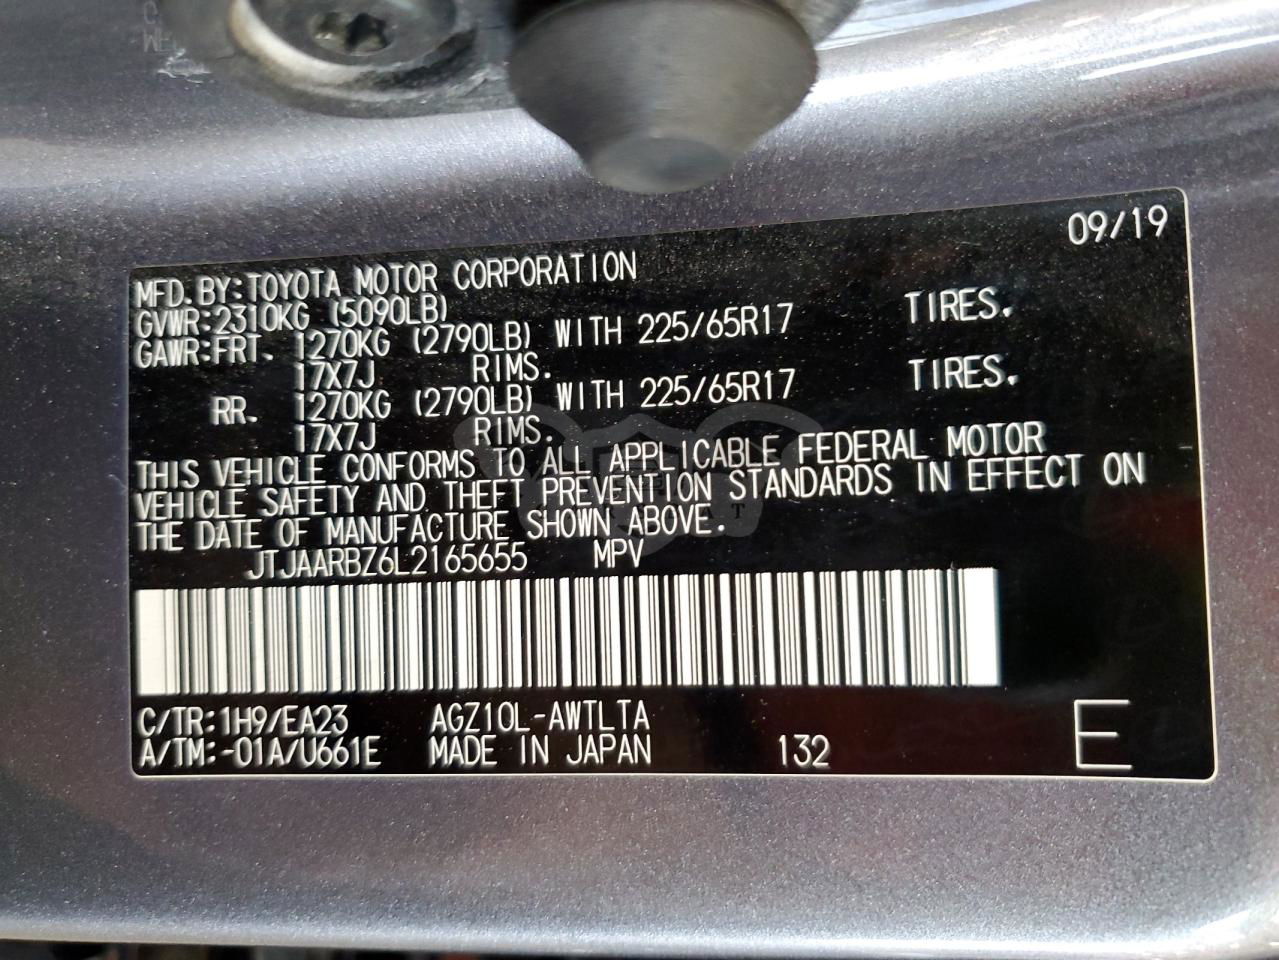 09/19
MFD.BY:TOYOTA MOTOR CORPORATION
GVWR:2310KG (5090LB)
GAWR:FRT. 1270KG (2790LB) WITH 225/65R17 TIRES.
17X7J RIMS.
RR. 1270KG (2790LB) WITH 225/65R17 TIRES.
17X7J RIMS.
THIS VEHICLE CONFORMS TO ALL APPLICABLE FEDERAL MOTOR
VEHICLE SAFETY AND THEFT PREVENTION STANDARDS IN EFFECT ON
THE DATE OF MANUFACTURE SHOWN ABOVE.
JTJAARBZ6L2165655 MPV
C/TR:1H9/EA23 AGZ10L-AWTLTA
A/TM:-01A/U661E MADE IN JAPAN 132 E